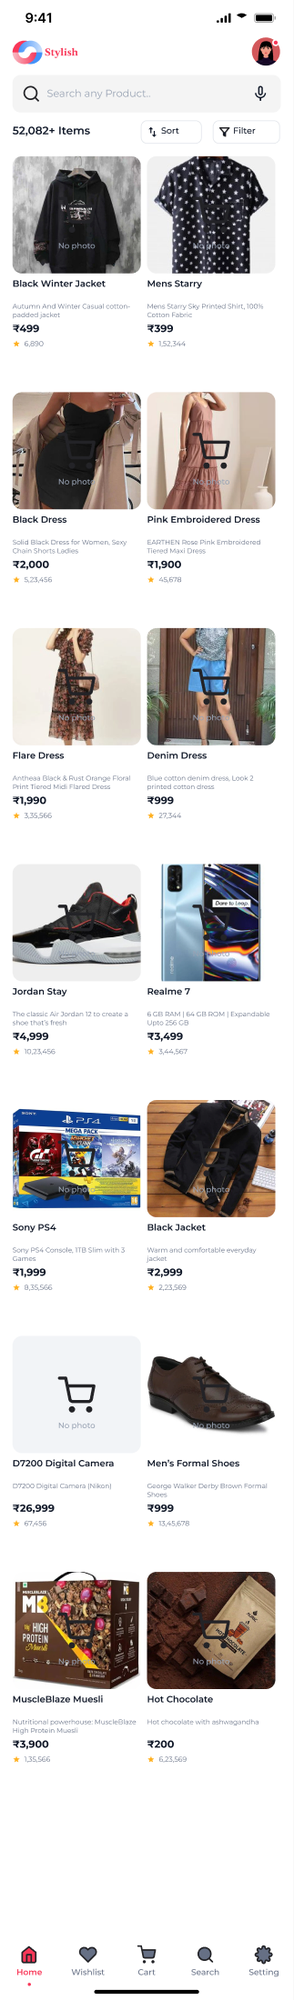 9:41
Stylish
Search any Product..
52,082+ Items
Sort
Filter
No photo
No photo
Black Winter Jacket
Mens Starry
Autumn And Winter Casual cotton-
padded jacket
Mens Starry Sky Printed Shirt, 100%
Cotton Fabric
₹499
₹399
6,890
1,52,344
No photo
No photo
Black Dress
Pink Embroidered Dress
Solid Black Dress for Women, Sexy
Chain Shorts Ladies
EARTHEN Rose Pink Embroidered
Tiered Maxi Dress
₹2,000
₹1,900
5,23,456
45,678
No photo
No photo
Flare Dress
Denim Dress
Antheaa Black & Rust Orange Floral
Print Tiered Midi Flared Dress
Blue cotton denim dress, Look 2
printed cotton dress
₹1,990
₹999
3,35,566
27,344
Dare to Leap.
realme
Jordan Stay
Realme 7
The classic Air Jordan 12 to create a
shoe that's fresh
6 GB RAM | 64 GB ROM | Expandable
Upto 256 GB
₹4,999
₹3,499
10,23,456
3,44,567
SONY
PS4
MEGA PACK
No photo
No photo
Sony PS4
Black Jacket
Sony PS4 Console, 1TB Slim with 3
Games
Warm and comfortable everyday
jacket
₹1,999
₹2,999
8,35,566
2,23,569
No photo
No photo
D7200 Digital Camera
Men's Formal Shoes
D7200 Digital Camera (Nikon)
George Walker Derby Brown Formal
Shoes
₹26,999
₹999
67,456
13,45,678
MUSCLEBLAZE
MB
HIGH
PROTEIN
Muesli
No photo
No photo
MuscleBlaze Muesli
Hot Chocolate
Nutritional powerhouse: MuscleBlaze
High Protein Muesli
Hot chocolate with ashwagandha
₹3,900
₹200
1,35,566
6,23,569
Home
Wishlist
Cart
Search
Setting